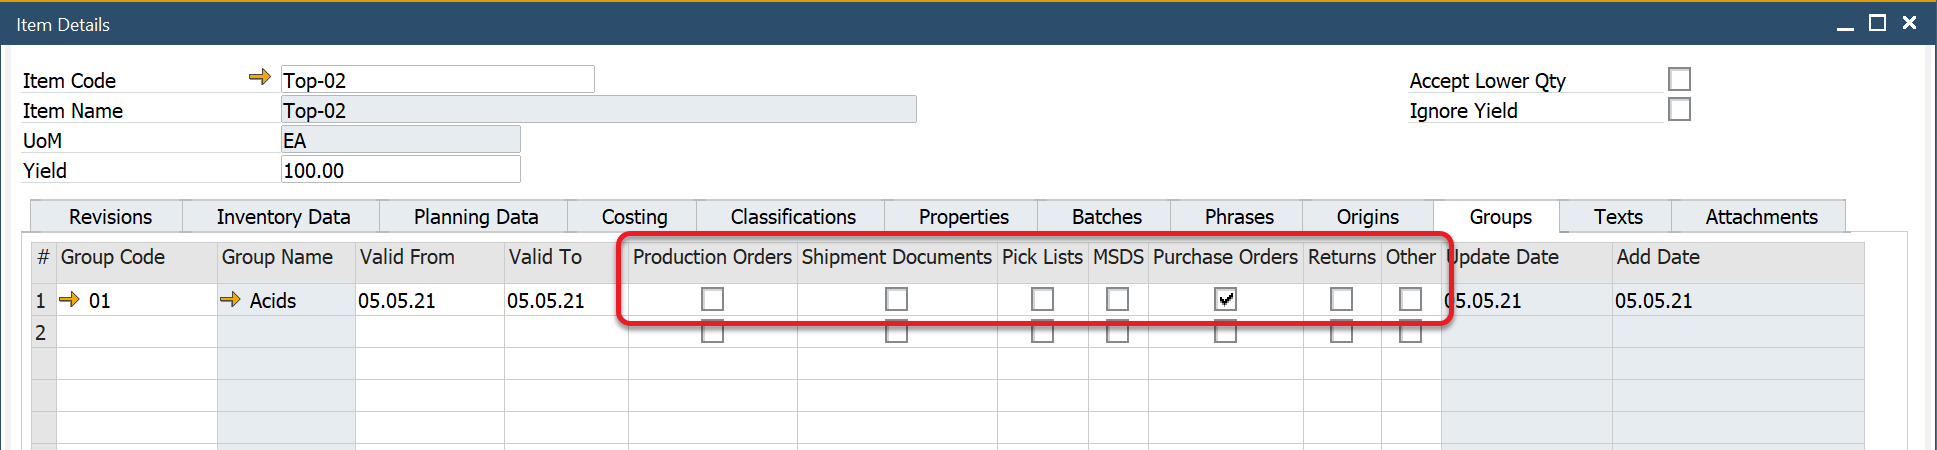 Item Details
Item Code Top-02 Accept Lower Qty
Item Name Top-02 Ignore Yield
UoM EA
Yield 100.00
Revisions Inventory Data Planning Data Costing Classifications Properties Batches Phrases Origins Groups Texts Attachments
# Group Code Group Name Valid From Valid To Production Orders Shipment Documents Pick Lists MSDS Purchase Orders Returns Other Update Date Add Date
1 01 Acids 05.05.21 05.05.21 05.05.21 05.05.21
2